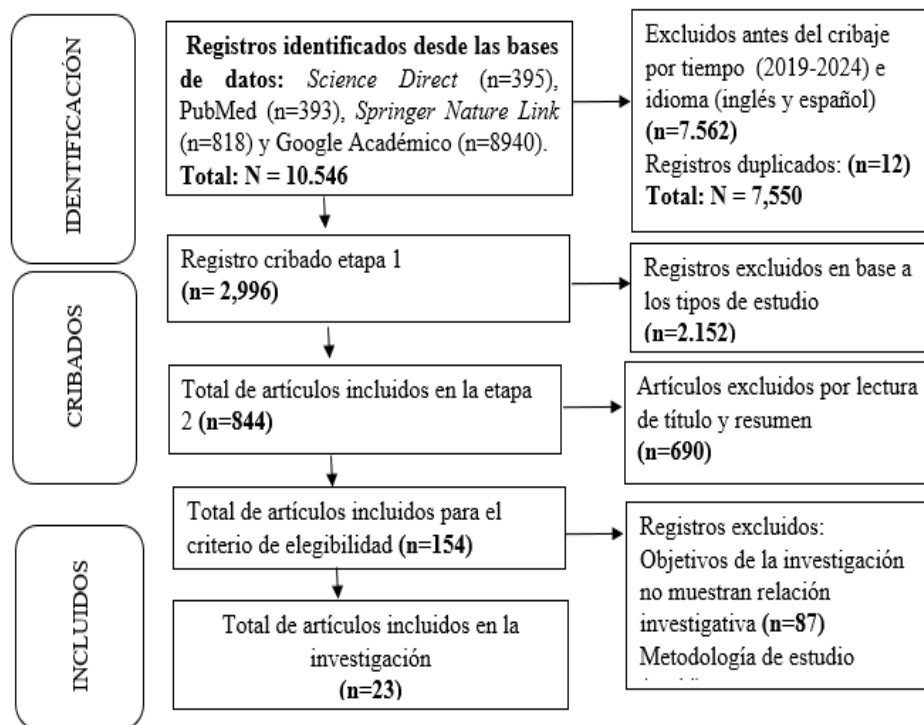 IDENTIFICACIÓN
Registros identificados desde las bases
de datos: Science Direct (n=395),
PubMed (n=393), Springer Nature Link
(n=818) y Google Académico (n=8940).
Total: N = 10.546
Excluidos antes del cribaje
por tiempo (2019-2024) e
idioma (inglés y español)
(n=7.562)
Registros duplicados: (n=12)
Total: N = 7,550
CRIBADOS
Registro cribado etapa 1
(n= 2,996)
Registros excluidos en base a
los tipos de estudio
(n=2.152)
Total de artículos incluidos en la etapa
2 (n=844)
Artículos excluidos por lectura
de título y resumen
(n=690)
INCLUIDOS
Total de artículos incluidos para el
criterio de elegibilidad (n=154)
Registros excluidos:
Objetivos de la investigación
no muestran relación
investigativa (n=87)
Metodología de estudio
Total de artículos incluidos en la
investigación
(n=23)